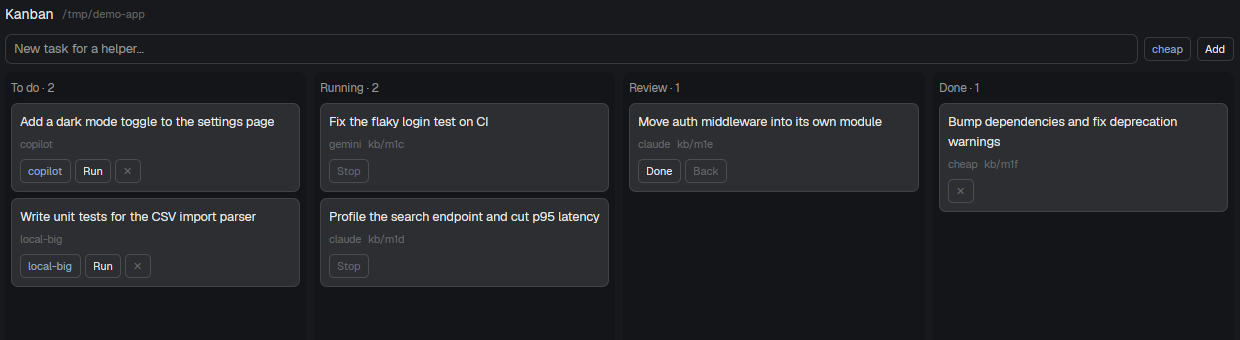 Kanban /tmp/demo-app
New task for a helper...
cheap
Add
To do · 2
Add a dark mode toggle to the settings page
copilot
copilot Run ×
Write unit tests for the CSV import parser
local-big
local-big Run ×
Running · 2
Fix the flaky login test on CI
gemini kb/m1c
Stop
Profile the search endpoint and cut p95 latency
claude kb/m1d
Stop
Review · 1
Move auth middleware into its own module
claude kb/m1e
Done Back
Done · 1
Bump dependencies and fix deprecation
warnings
cheap kb/m1f
×